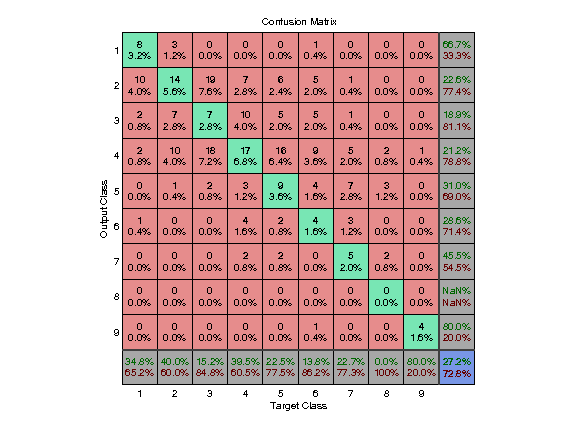 Confusion Matrix
1 8 3 0 0 0 1 0 0 0 66.7%
3.2% 1.2% 0.0% 0.0% 0.0% 0.4% 0.0% 0.0% 0.0% 33.3%
2 10 14 19 7 6 5 1 0 0 22.6%
4.0% 5.6% 7.6% 2.8% 2.4% 2.0% 0.4% 0.0% 0.0% 77.4%
3 2 7 7 10 5 5 1 0 0 18.9%
0.8% 2.8% 2.8% 4.0% 2.0% 2.0% 0.4% 0.0% 0.0% 81.1%
4 2 10 18 17 16 9 5 2 1 21.2%
0.8% 4.0% 7.2% 6.8% 6.4% 3.6% 2.0% 0.8% 0.4% 78.8%
5 0 1 2 3 9 4 7 3 0 31.0%
0.0% 0.4% 0.8% 1.2% 3.6% 1.6% 2.8% 1.2% 0.0% 69.0%
6 1 0 0 4 2 4 3 0 0 28.6%
0.4% 0.0% 0.0% 1.6% 0.8% 1.6% 1.2% 0.0% 0.0% 71.4%
7 0 0 0 2 2 0 5 2 0 45.5%
0.0% 0.0% 0.0% 0.8% 0.8% 0.0% 2.0% 0.8% 0.0% 54.5%
8 0 0 0 0 0 0 0 0 0 NaN%
0.0% 0.0% 0.0% 0.0% 0.0% 0.0% 0.0% 0.0% 0.0% NaN%
9 0 0 0 0 0 1 0 0 4 80.0%
0.0% 0.0% 0.0% 0.0% 0.0% 0.4% 0.0% 0.0% 1.6% 20.0%
34.8% 40.0% 15.2% 39.5% 22.5% 13.8% 22.7% 0.0% 80.0% 27.2%
65.2% 60.0% 84.8% 60.5% 77.5% 86.2% 77.3% 100% 20.0% 72.8%
1 2 3 4 5 6 7 8 9
Target Class
Output Class